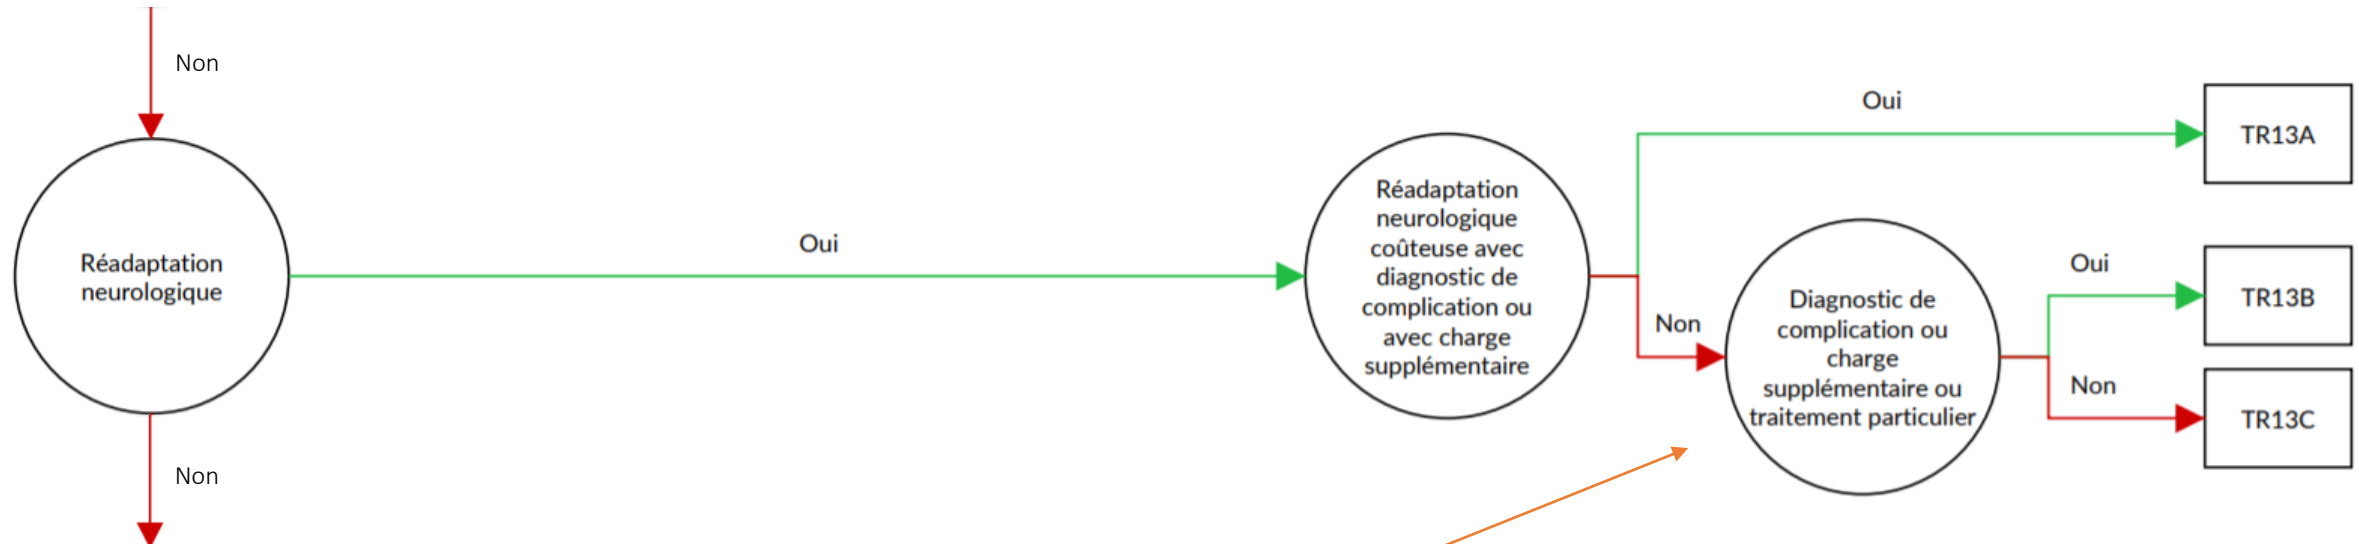 Non
Réadaptation
neurologique
Non
Oui
Réadaptation
neurologique
coûteuse avec
diagnostic de
complication ou
avec charge
supplémentaire
Oui
TR13A
Non
Diagnostic de
complication ou
charge
supplémentaire ou
traitement particulier
Oui
TR13B
Non
TR13C